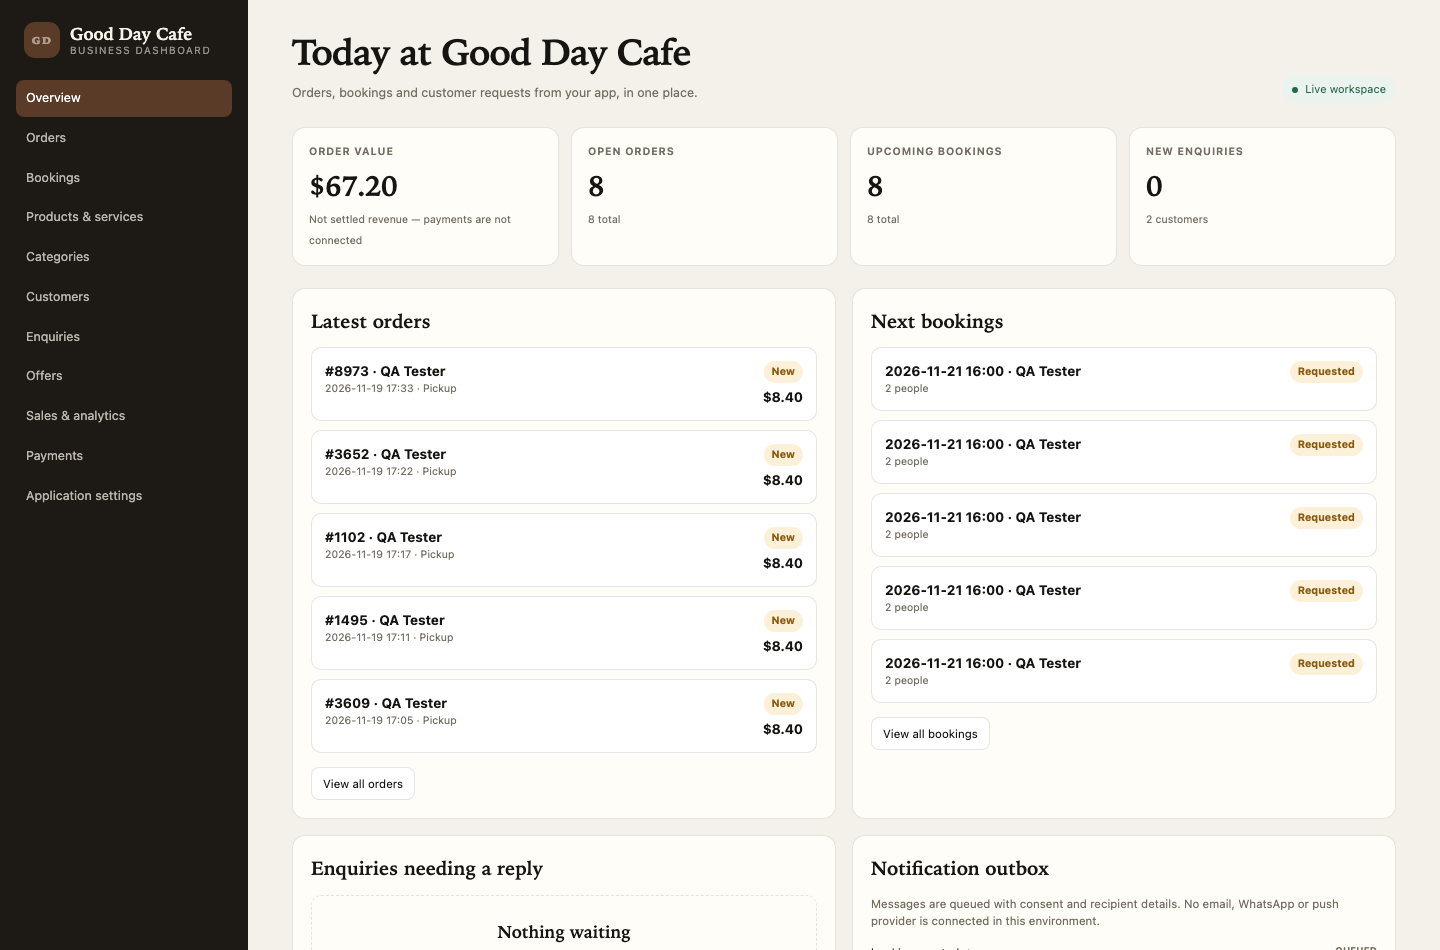 GD
Good Day Cafe
BUSINESS DASHBOARD
Overview
Orders
Bookings
Products & services
Categories
Customers
Enquiries
Offers
Sales & analytics
Payments
Application settings
Today at Good Day Cafe
Orders, bookings and customer requests from your app, in one place.
Live workspace
ORDER VALUE
$67.20
Not settled revenue — payments are not
connected
OPEN ORDERS
8
8 total
UPCOMING BOOKINGS
8
8 total
NEW ENQUIRIES
0
2 customers
Latest orders
#8973 · QA Tester
2026-11-19 17:33 · Pickup
New
$8.40
#3652 · QA Tester
2026-11-19 17:22 · Pickup
New
$8.40
#1102 · QA Tester
2026-11-19 17:17 · Pickup
New
$8.40
#1495 · QA Tester
2026-11-19 17:11 · Pickup
New
$8.40
#3609 · QA Tester
2026-11-19 17:05 · Pickup
New
$8.40
View all orders
Next bookings
2026-11-21 16:00 · QA Tester
2 people
Requested
2026-11-21 16:00 · QA Tester
2 people
Requested
2026-11-21 16:00 · QA Tester
2 people
Requested
2026-11-21 16:00 · QA Tester
2 people
Requested
2026-11-21 16:00 · QA Tester
2 people
Requested
View all bookings
Enquiries needing a reply
Nothing waiting
Notification outbox
Messages are queued with consent and recipient details. No email, WhatsApp or push
provider is connected in this environment.